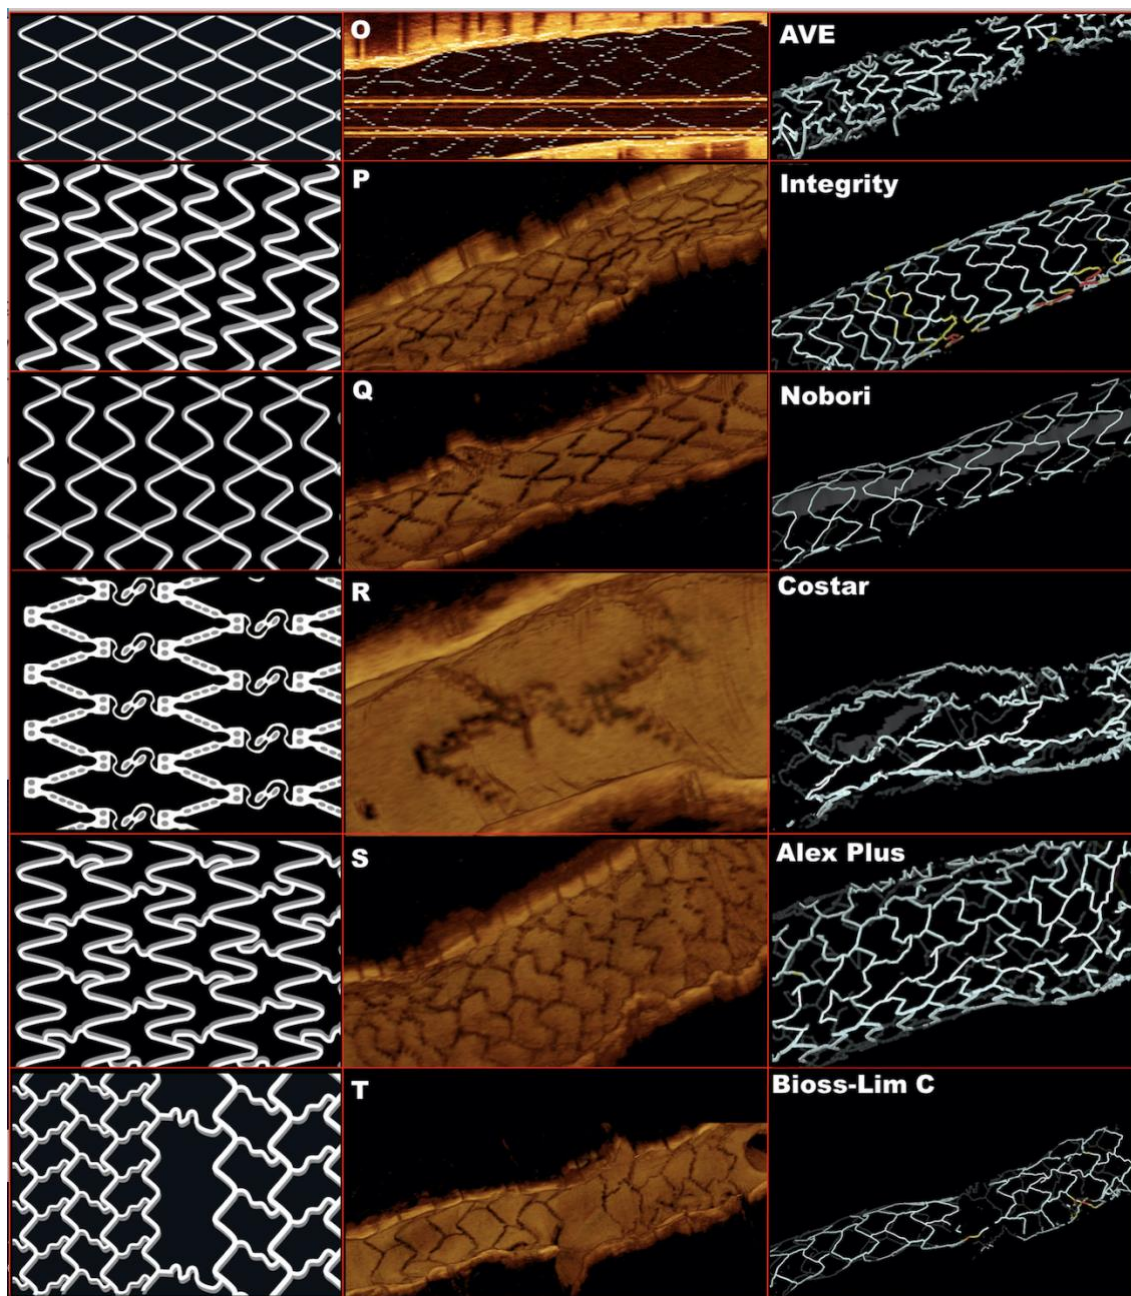 O
AVE
P
Integrity
Q
Nobori
R
Costar
S
Alex Plus
T
Bioss-Lim C